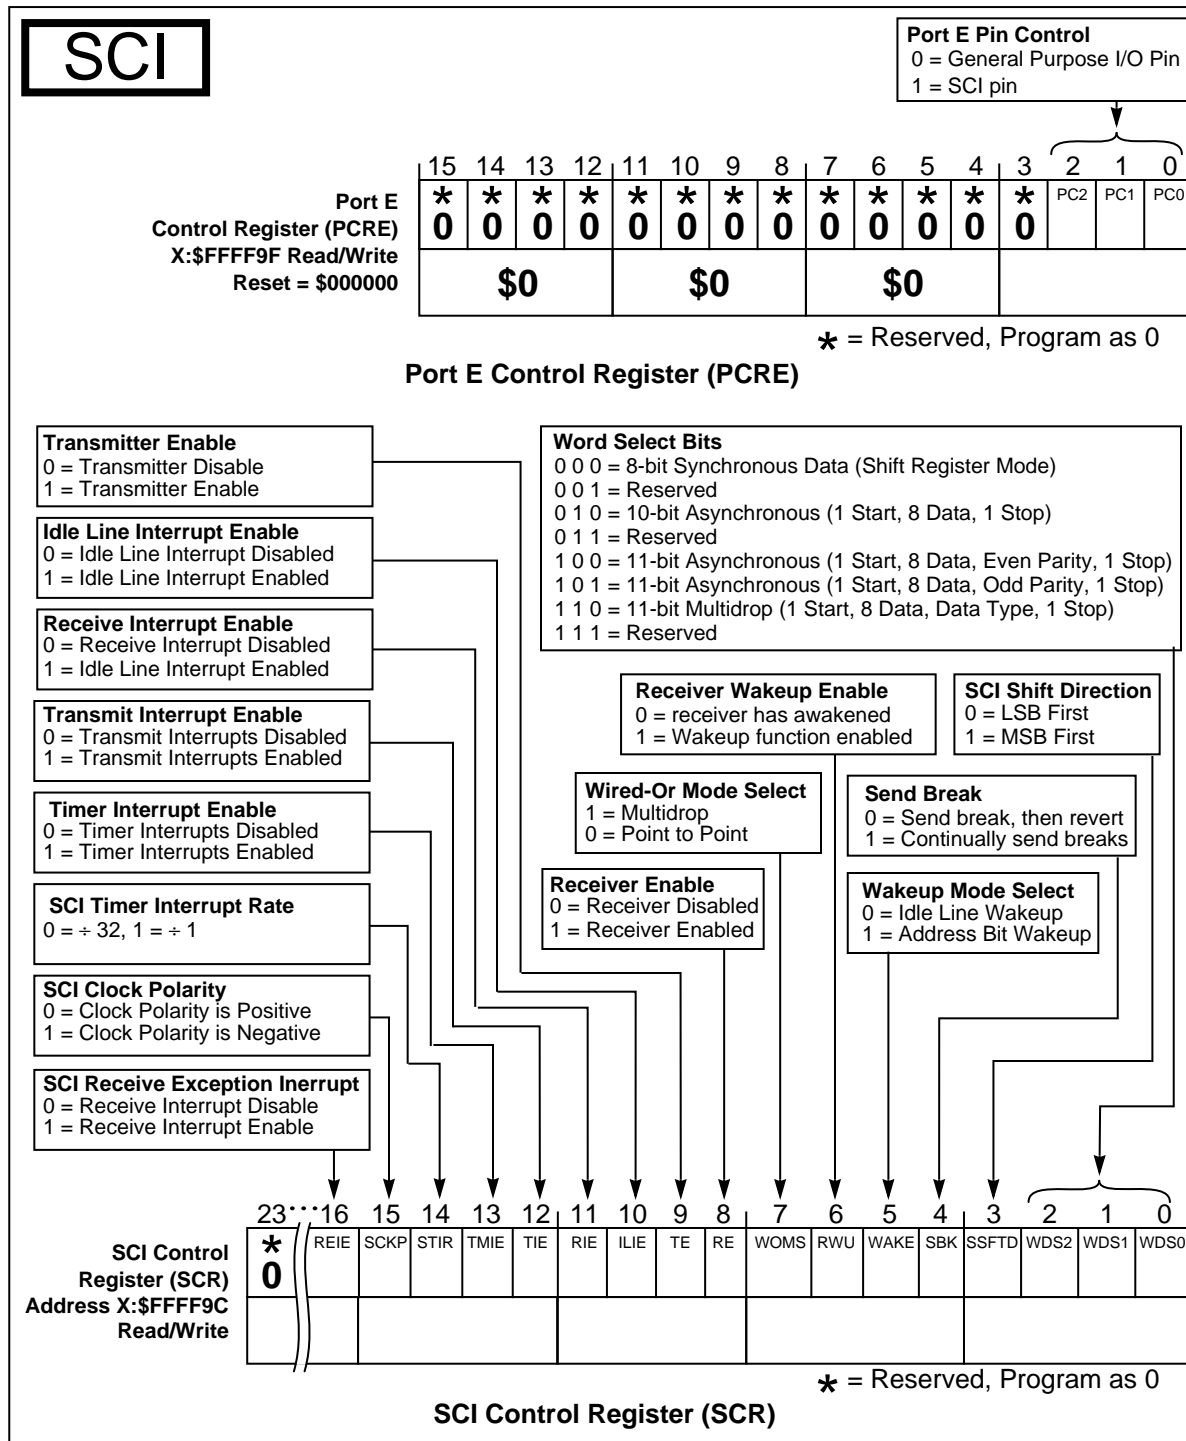 SCI
Port E Pin Control
0 = General Purpose I/O Pin
1 = SCI pin
15 14 13 12 11 10 9 8 7 6 5 4 3 2 1 0
Port E
Control Register (PCRE)
X:$FFFF9F Read/Write
Reset = $000000
* * * * * * * * * * * * * PC2 PC1 PC0
0 0 0 0 0 0 0 0 0 0 0 0 0
$0 $0 $0
* = Reserved, Program as 0
Port E Control Register (PCRE)
Transmitter Enable
0 = Transmitter Disable
1 = Transmitter Enable
Idle Line Interrupt Enable
0 = Idle Line Interrupt Disabled
1 = Idle Line Interrupt Enabled
Receive Interrupt Enable
0 = Receive Interrupt Disabled
1 = Idle Line Interrupt Enabled
Transmit Interrupt Enable
0 = Transmit Interrupts Disabled
1 = Transmit Interrupts Enabled
Timer Interrupt Enable
0 = Timer Interrupts Disabled
1 = Timer Interrupts Enabled
SCI Timer Interrupt Rate
0 = ÷ 32, 1 = ÷ 1
SCI Clock Polarity
0 = Clock Polarity is Positive
1 = Clock Polarity is Negative
SCI Receive Exception Inerrupt
0 = Receive Interrupt Disable
1 = Receive Interrupt Enable
Word Select Bits
0 0 0 = 8-bit Synchronous Data (Shift Register Mode)
0 0 1 = Reserved
0 1 0 = 10-bit Asynchronous (1 Start, 8 Data, 1 Stop)
0 1 1 = Reserved
1 0 0 = 11-bit Asynchronous (1 Start, 8 Data, Even Parity, 1 Stop)
1 0 1 = 11-bit Asynchronous (1 Start, 8 Data, Odd Parity, 1 Stop)
1 1 0 = 11-bit Multidrop (1 Start, 8 Data, Data Type, 1 Stop)
1 1 1 = Reserved
Receiver Wakeup Enable
0 = receiver has awakened
1 = Wakeup function enabled
SCI Shift Direction
0 = LSB First
1 = MSB First
Wired-Or Mode Select
1 = Multidrop
0 = Point to Point
Send Break
0 = Send break, then revert
1 = Continually send breaks
Receiver Enable
0 = Receiver Disabled
1 = Receiver Enabled
Wakeup Mode Select
0 = Idle Line Wakeup
1 = Address Bit Wakeup
23 ··· 16 15 14 13 12 11 10 9 8 7 6 5 4 3 2 1 0
* REIE SCKP STIR TMIE TIE RIE ILIE TE RE WOMS RWU WAKE SBK SSFTD WDS2 WDS1 WDS0
0
SCI Control
Register (SCR)
Address X:$FFFF9C
Read/Write
* = Reserved, Program as 0
SCI Control Register (SCR)